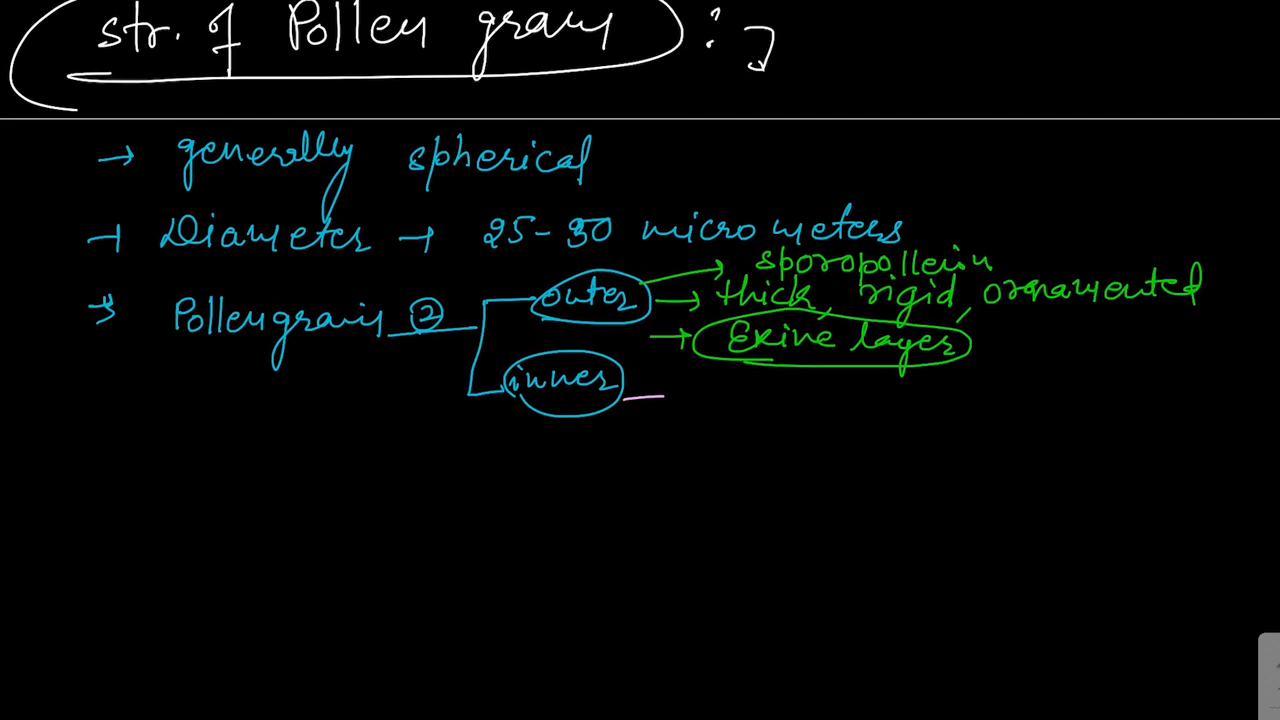 str. of Pollen grain :
→ generally spherical
→ Diameter → 25-30 micrometers
→ sporopollenin
→ Pollengrain ② outer → thick, rigid, ornamented
→ Exine layer
inner